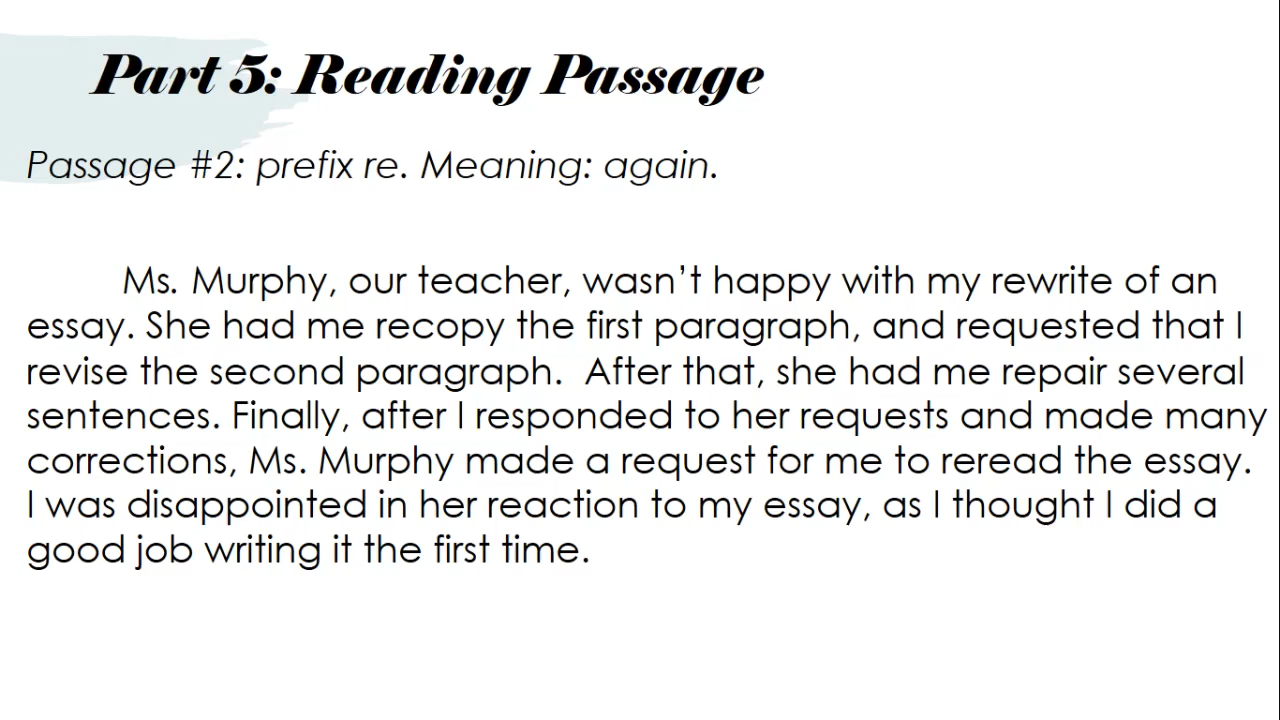 Part 5: Reading Passage
Passage #2: prefix re. Meaning: again.
Ms. Murphy, our teacher, wasn’t happy with my rewrite of an
essay. She had me recopy the first paragraph, and requested that I
revise the second paragraph.  After that, she had me repair several
sentences. Finally, after I responded to her requests and made many
corrections, Ms. Murphy made a request for me to reread the essay.
I was disappointed in her reaction to my essay, as I thought I did a
good job writing it the first time.